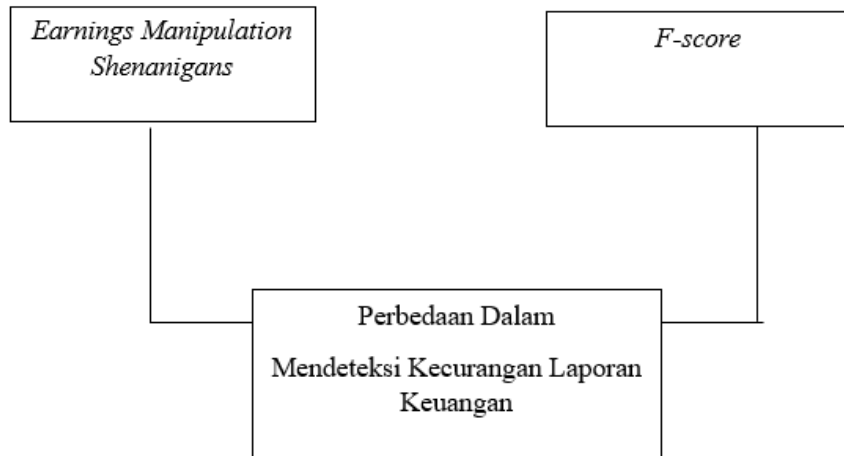 Earnings Manipulation
Shenanigans
F-score
Perbedaan Dalam
Mendeteksi Kecurangan Laporan
Keuangan